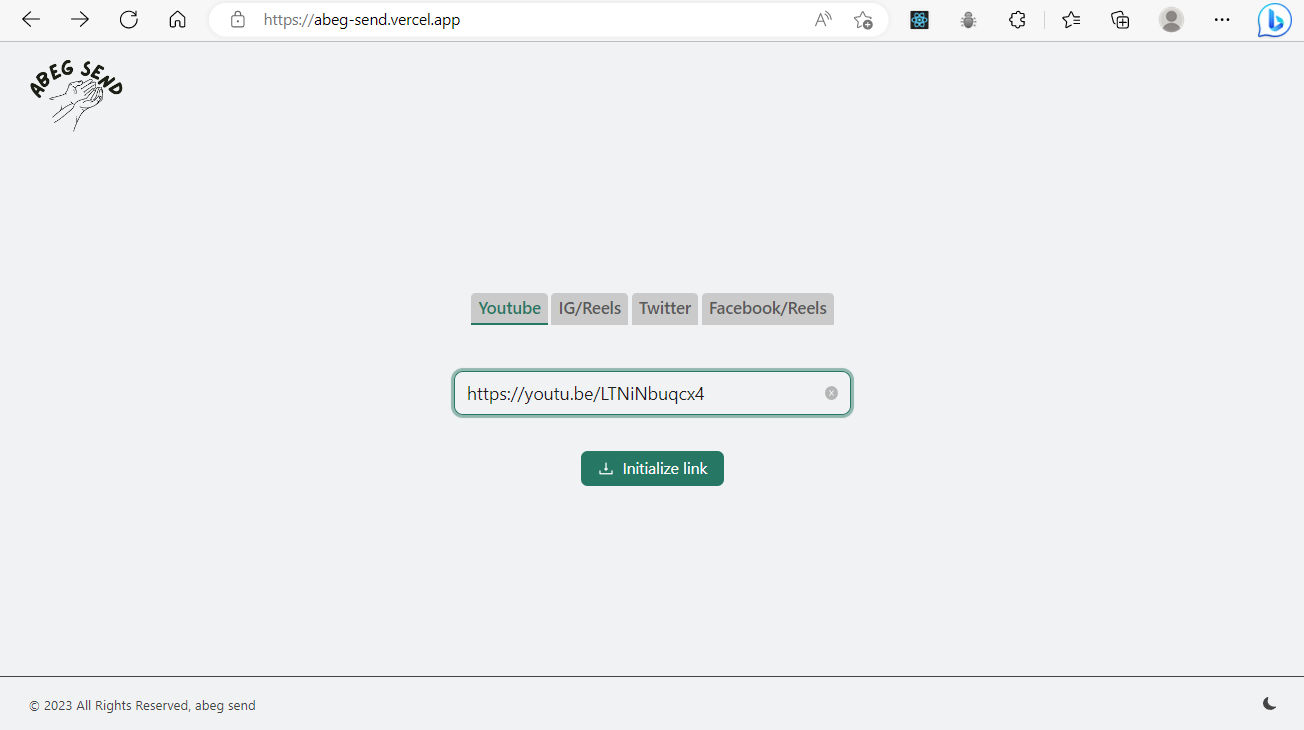 https://abeg-send.vercel.app
ABEG SEND
Youtube IG/Reels Twitter Facebook/Reels
https://youtu.be/LTNiNbuqcx4
Initialize link
© 2023 All Rights Reserved, abeg send